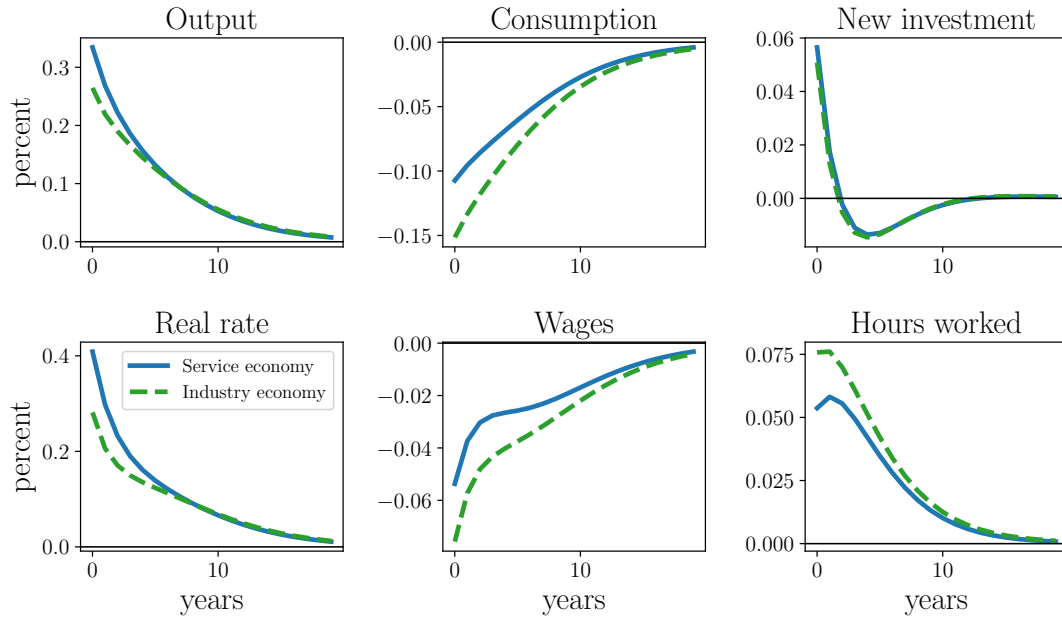 Output
Consumption
New investment
percent
0.3
0.2
0.1
0.0
0
10
0.00
−0.05
−0.10
−0.15
0
10
0.06
0.04
0.02
0.00
0
10
Real rate
Wages
Hours worked
percent
0.4
0.2
0.0
Service economy
Industry economy
0
10
years
0.00
−0.02
−0.04
−0.06
0
10
years
0.075
0.050
0.025
0.000
0
10
years